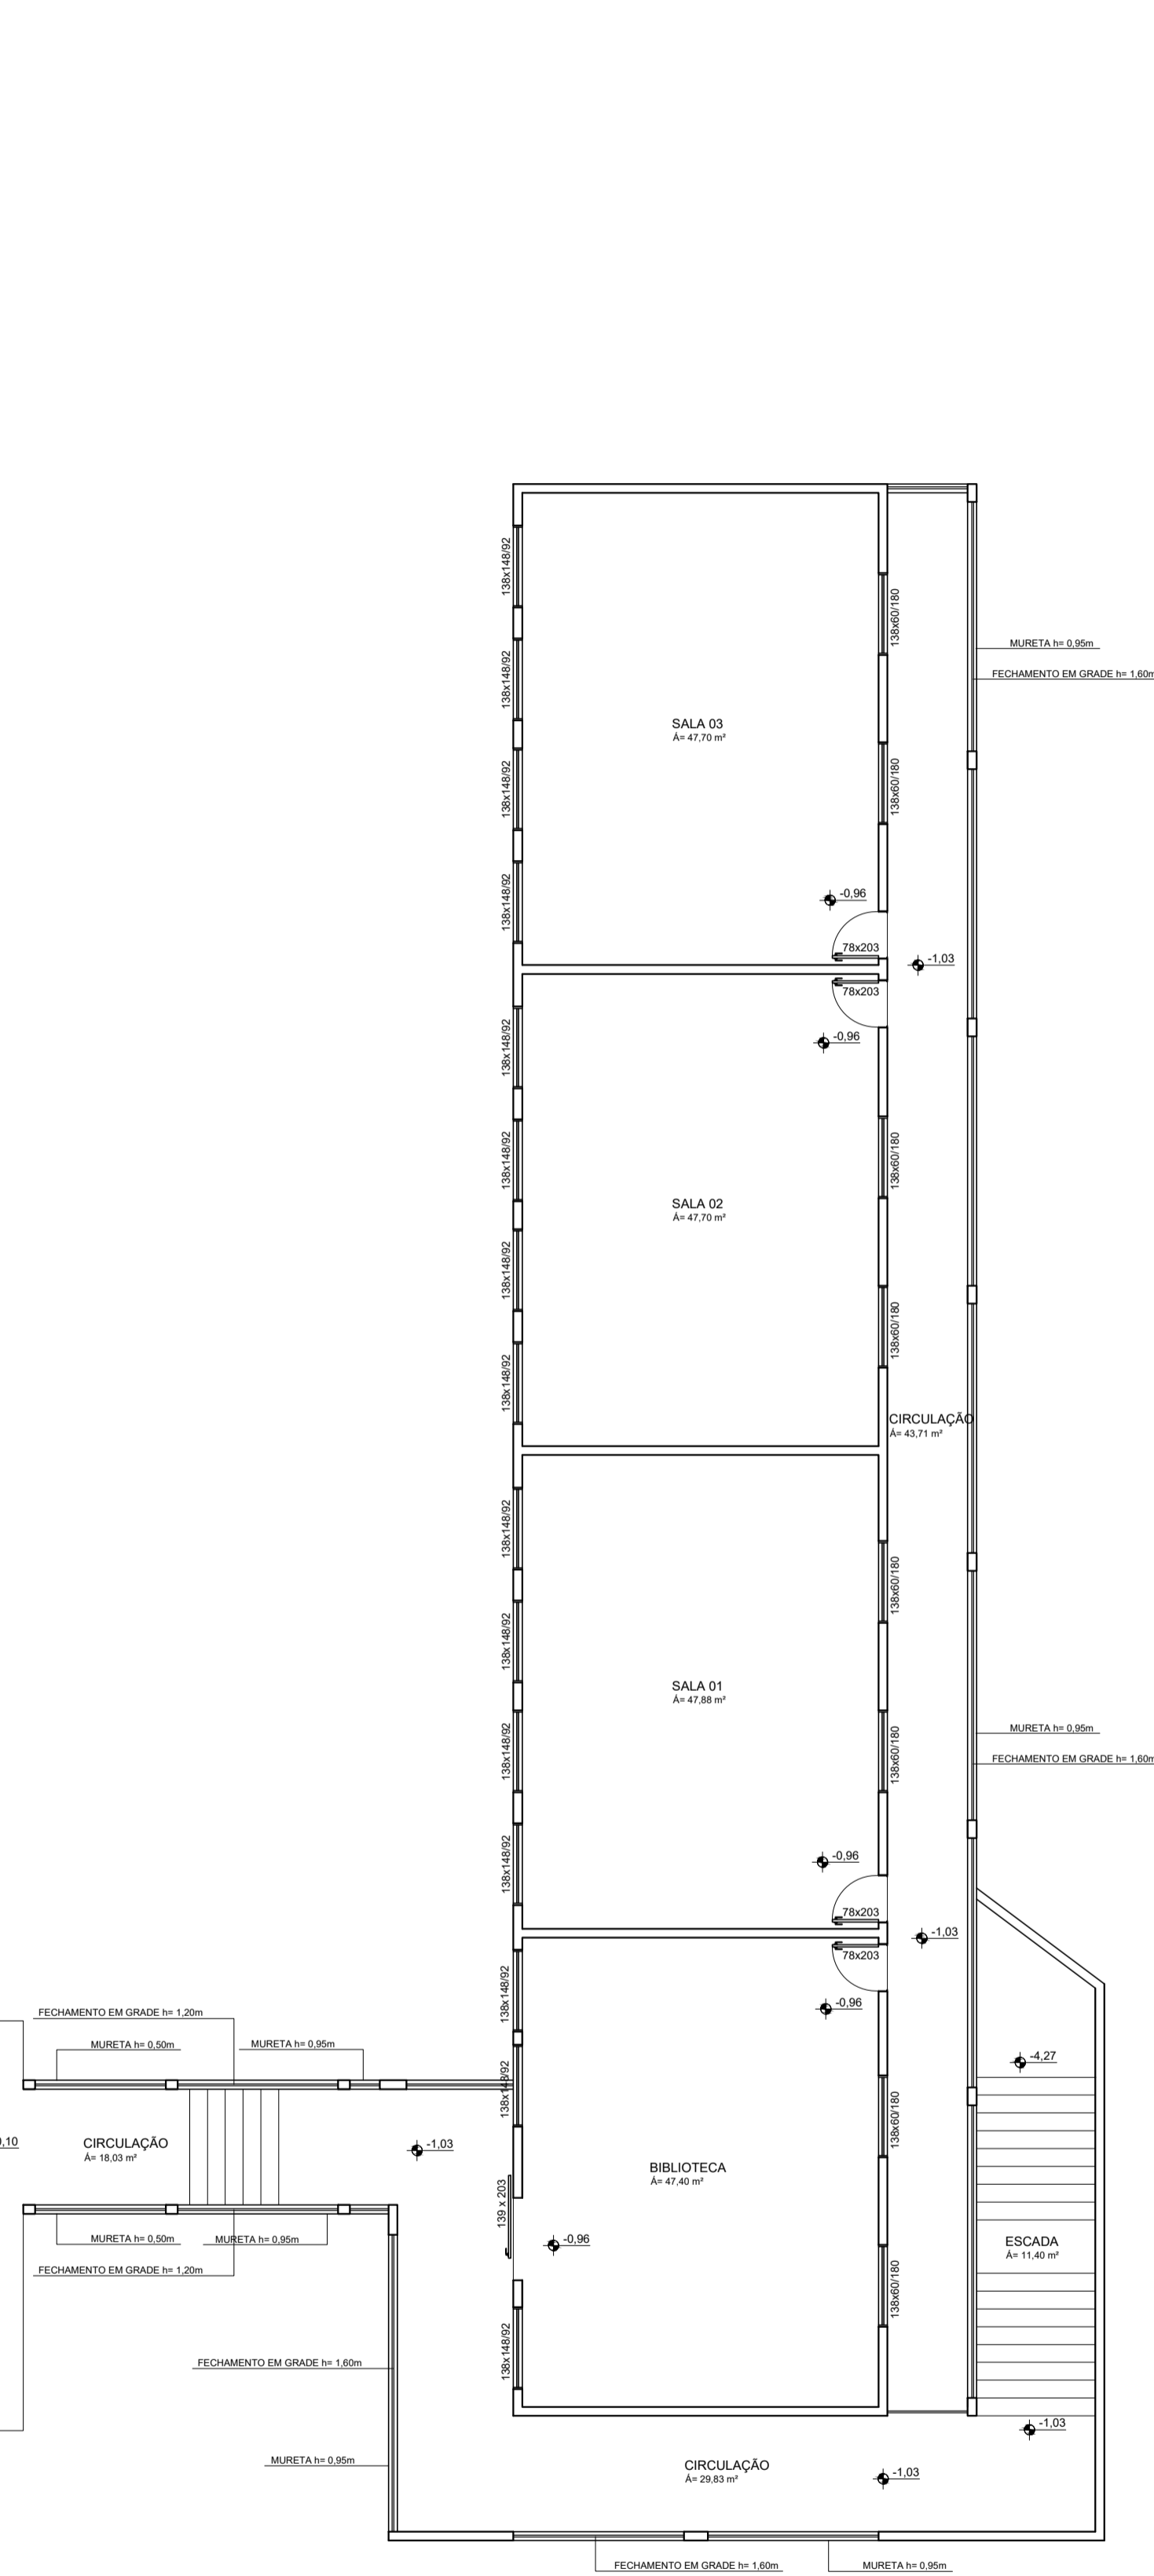 138x148/92
138x60/180
MURETA h= 0,95m
138x148/92
FECHAMENTO EM GRADE h= 1,60m
SALA 03
Á= 47,70 m²
138x148/92
138x60/180
138x148/92
-0,96
78x203
-1,03
78x203
138x148/92
-0,96
138x148/92
138x60/180
SALA 02
Á= 47,70 m²
138x148/92
138x60/180
138x148/92
CIRCULAÇÃO
Á= 43,71 m²
138x148/92
138x60/180
138x148/92
SALA 01
Á= 47,88 m²
MURETA h= 0,95m
138x148/92
138x60/180
FECHAMENTO EM GRADE h= 1,60m
138x148/92
-0,96
78x203
-1,03
78x203
138x148/92
-0,96
FECHAMENTO EM GRADE h= 1,20m
MURETA h= 0,50m
MURETA h= 0,95m
-4,27
138x148/92
138x60/180
0,10
CIRCULAÇÃO
Á= 18,03 m²
-1,03
BIBLIOTECA
Á= 47,40 m²
139 x 203
MURETA h= 0,50m
MURETA h= 0,95m
-0,96
ESCADA
Á= 11,40 m²
FECHAMENTO EM GRADE h= 1,20m
138x60/180
138x148/92
FECHAMENTO EM GRADE h= 1,60m
-1,03
MURETA h= 0,95m
CIRCULAÇÃO
Á= 29,83 m²
-1,03
FECHAMENTO EM GRADE h= 1,60m
MURETA h= 0,95m